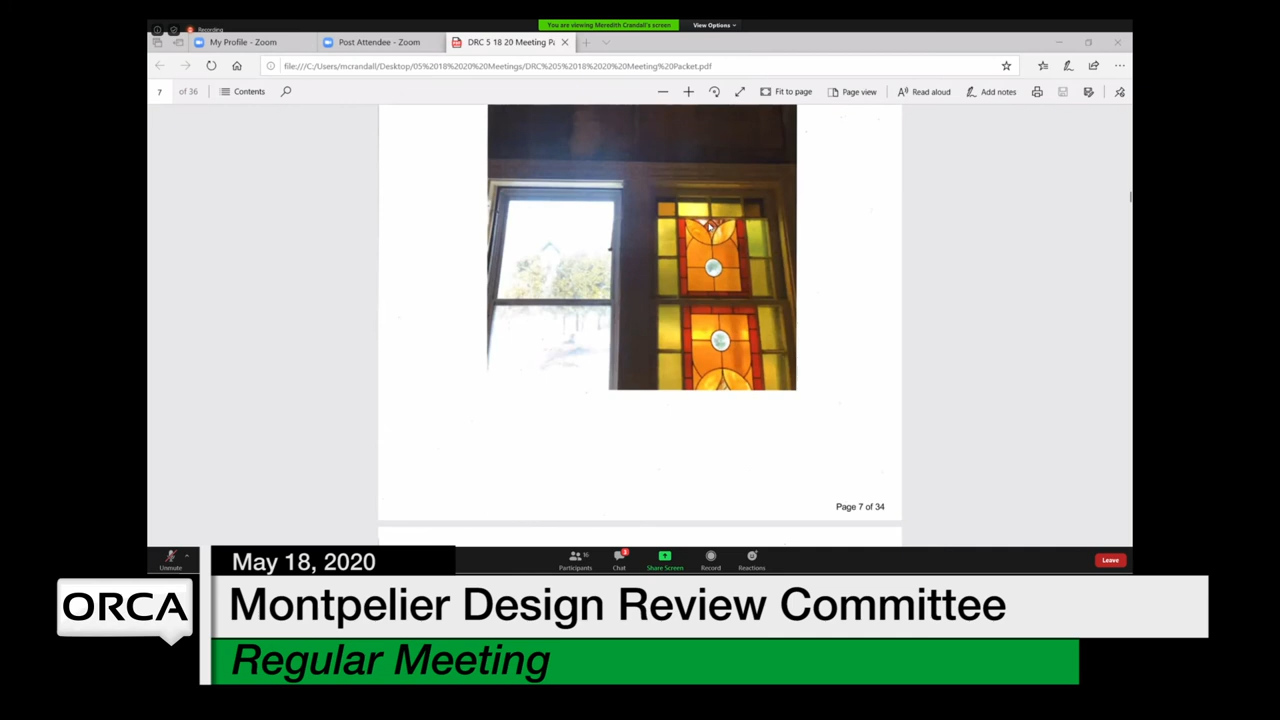 Recording
You are viewing Meredith Crandall's screen
View Options
My Profile - Zoom
Post Attendee - Zoom
DRC 5 18 20 Meeting Pa
file:///C:/Users/mcrandall/Desktop/05%2018%2020%20Meetings/DRC%205%2018%2020%20Meeting%20Packet.pdf
7 of 36 Contents
Fit to page
Page view
Read aloud
Add notes
Page 7 of 34
Unmute
16
Participants
3
Chat
Share Screen
Record
Reactions
Leave
May 18, 2020
ORCA
Montpelier Design Review Committee
Regular Meeting